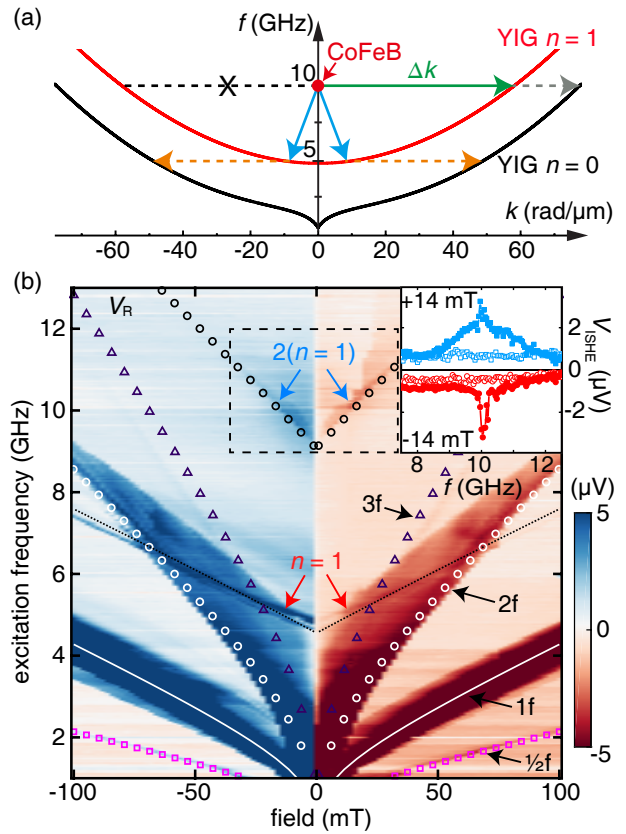 (a)
f (GHz)
CoFeB
YIG n = 1
10
Δk
X
5
YIG n = 0
k (rad/μm)
-60
-40
-20
0
20
40
60
(b)
V_R
+14 mT
2
0
-2
V_ISHE (μV)
-14 mT
8
10
12
f (GHz)
2(n = 1)
12
10
8
6
4
2
excitation frequency (GHz)
3f
n = 1
2f
1f
½f
(μV)
5
0
-5
-100
-50
0
50
100
field (mT)